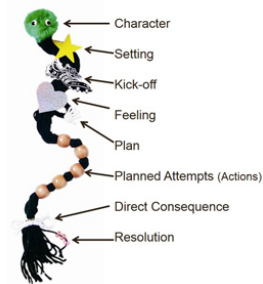 Character
Setting
Kick-off
Feeling
Plan
Planned Attempts (Actions)
Direct Consequence
Resolution